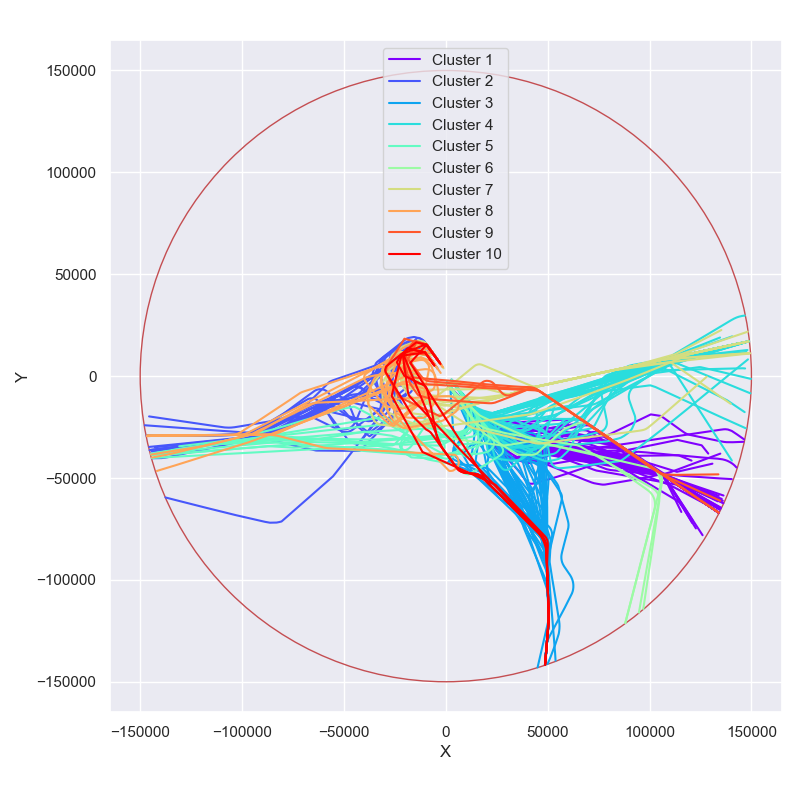 150000
100000
50000
0
−50000
−100000
−150000
Y
Cluster 1
Cluster 2
Cluster 3
Cluster 4
Cluster 5
Cluster 6
Cluster 7
Cluster 8
Cluster 9
Cluster 10
−150000 −100000 −50000 0 50000 100000 150000
X